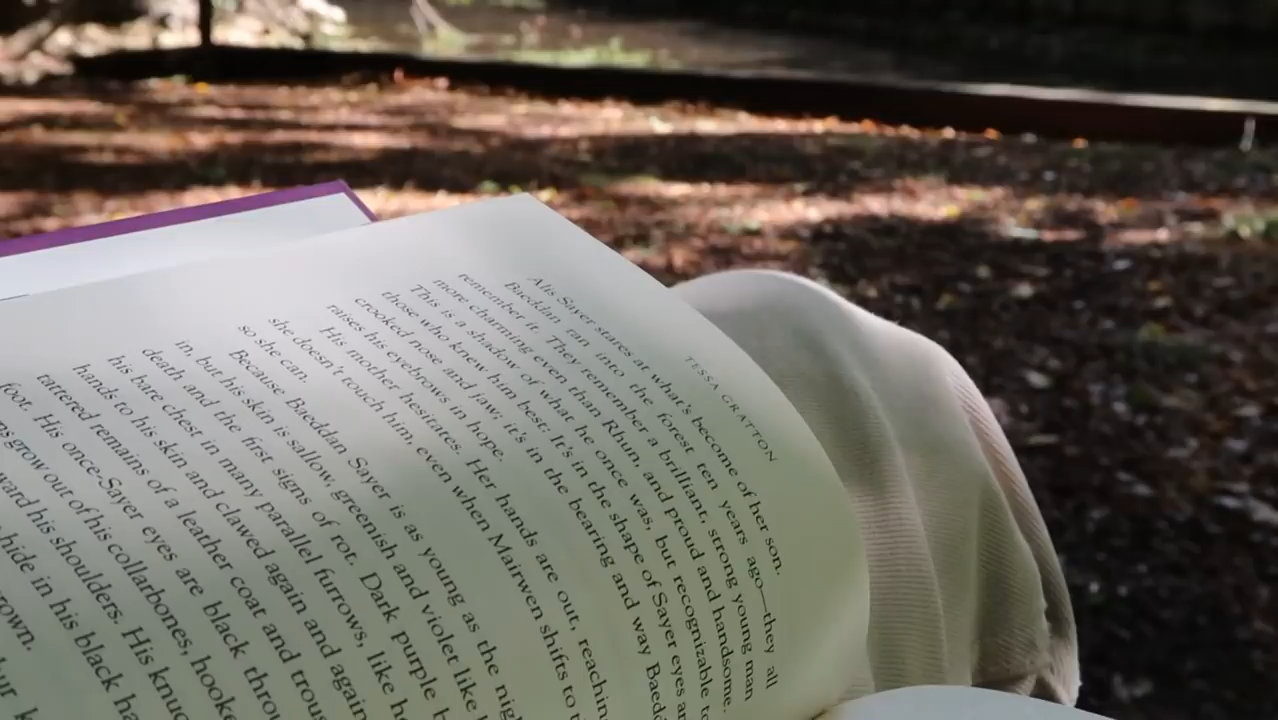 TESSA GRATTON
Alis Sayer stares at what's become of her son.
Baeddan ran into the forest ten years ago—they all
remember it. They remember a brilliant, strong young man
more charming even than Rhun, and proud and handsome.
This is a shadow of what he once was, but recognizable to
those who knew him best. It's in the shape of Sayer eyes
crooked nose and jaw; it's in the bearing and way
raises his eyebrows in hope.
His mother hesitates. Her hands are out, reaching
she doesn't touch him, even when Mairwen shifts to
so she can.
Because Baeddan Sayer is as young as the
in, but his skin is sallow, greenish and violet like
death and the first signs of rot. Dark purple
his bare chest in many parallel furrows, like
hands to his skin and clawed again and again
tattered remains of a leather coat and
foot. His once-Sayer eyes are black
grow out of his collarbones,
his shoulders. His
hide in his black